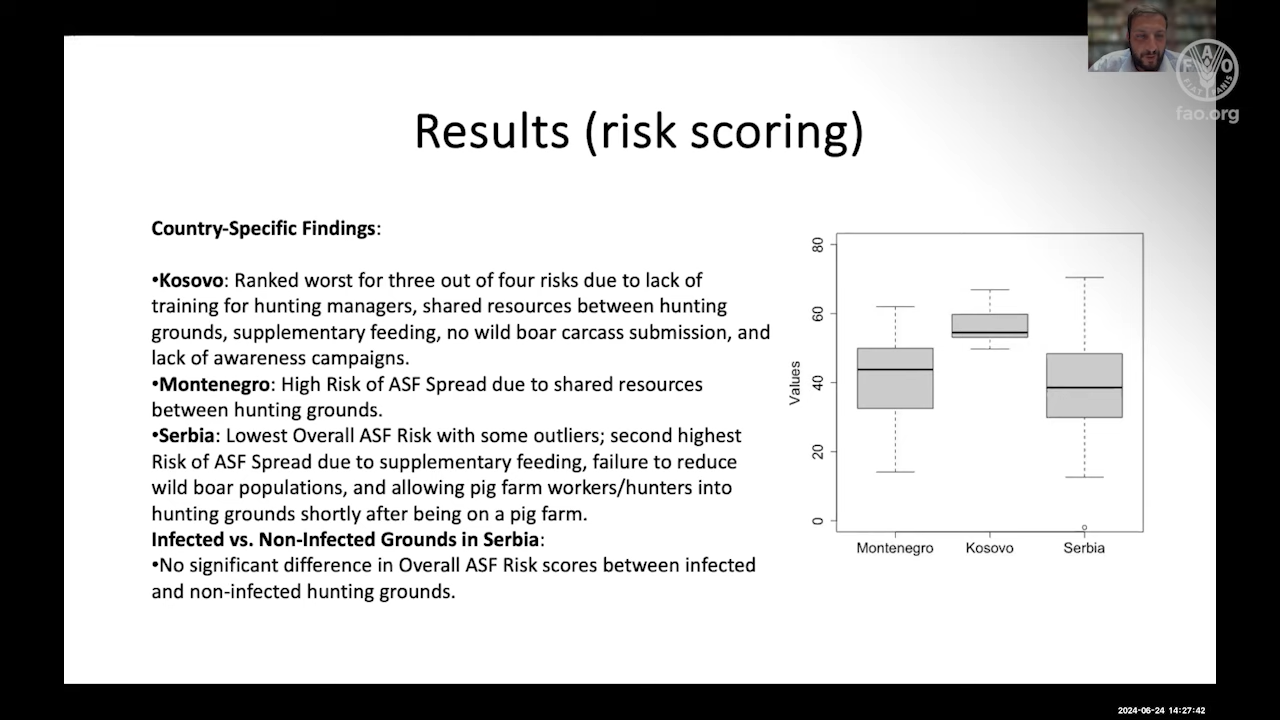 F A O
FIAT PANIS
fao.org
Results (risk scoring)
Country-Specific Findings:
•Kosovo: Ranked worst for three out of four risks due to lack of
training for hunting managers, shared resources between hunting
grounds, supplementary feeding, no wild boar carcass submission, and
lack of awareness campaigns.
•Montenegro: High Risk of ASF Spread due to shared resources
between hunting grounds.
•Serbia: Lowest Overall ASF Risk with some outliers; second highest
Risk of ASF Spread due to supplementary feeding, failure to reduce
wild boar populations, and allowing pig farm workers/hunters into
hunting grounds shortly after being on a pig farm.
Infected vs. Non-Infected Grounds in Serbia:
•No significant difference in Overall ASF Risk scores between infected
and non-infected hunting grounds.
Values
80
60
40
20
0
Montenegro Kosovo Serbia
2024-06-24 14:27:42